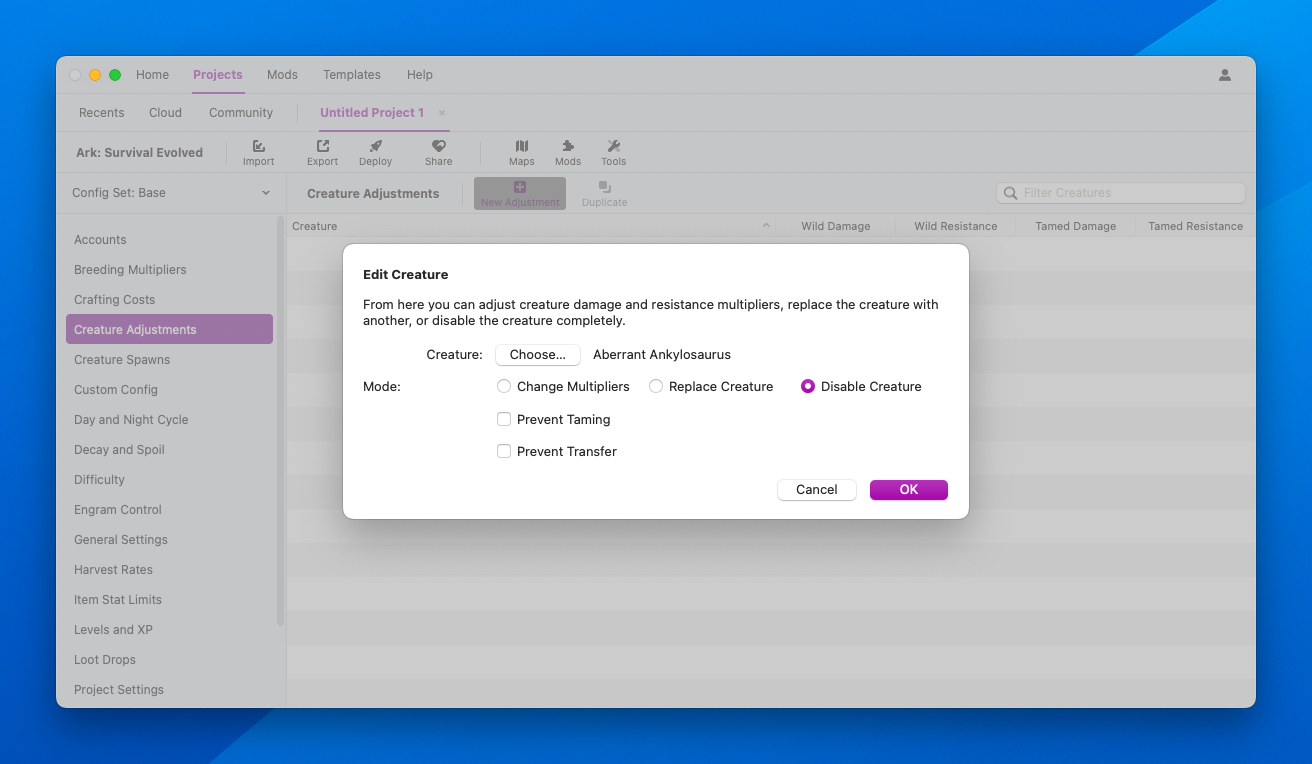 Home Projects Mods Templates Help
Recents Cloud Community Untitled Project 1 ×
Ark: Survival Evolved Import Export Deploy Share Maps Mods Tools
Config Set: Base
Creature Adjustments New Adjustment Duplicate Filter Creatures
Creature Wild Damage Wild Resistance Tamed Damage Tamed Resistance
Accounts
Breeding Multipliers
Crafting Costs
Creature Adjustments
Creature Spawns
Custom Config
Day and Night Cycle
Decay and Spoil
Difficulty
Engram Control
General Settings
Harvest Rates
Item Stat Limits
Levels and XP
Loot Drops
Project Settings
Edit Creature
From here you can adjust creature damage and resistance multipliers, replace the creature with
another, or disable the creature completely.
Creature: Choose... Aberrant Ankylosaurus
Mode: Change Multipliers Replace Creature Disable Creature
Prevent Taming
Prevent Transfer
Cancel OK